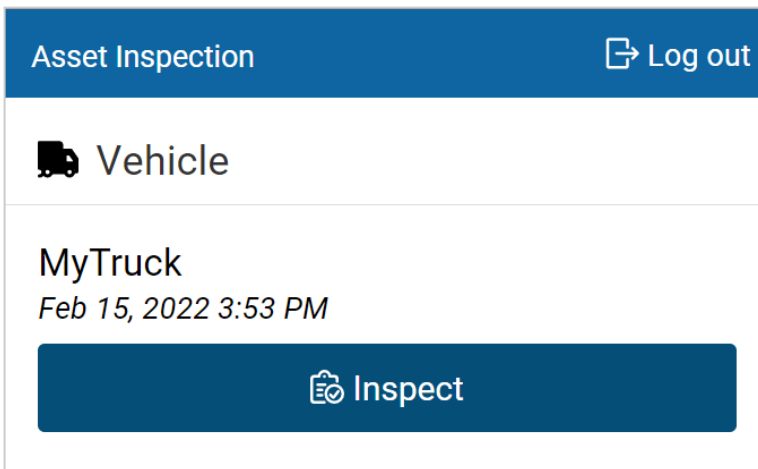 Asset Inspection Log out
Vehicle
MyTruck
Feb 15, 2022 3:53 PM
Inspect